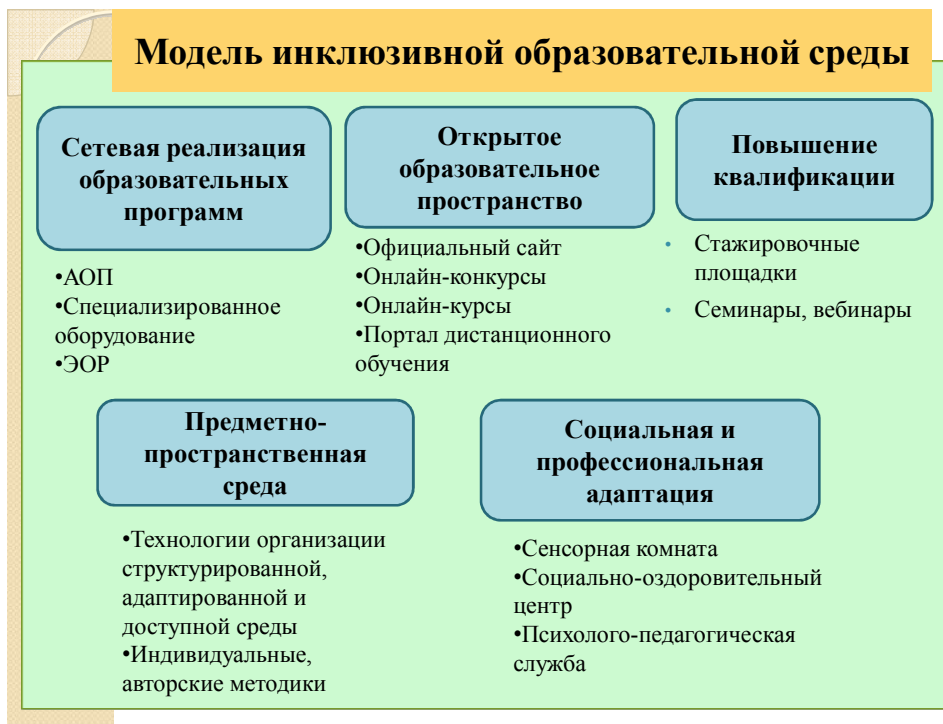 Модель инклюзивной образовательной среды
Сетевая реализация
образовательных
программ
•АОП
•Специализированное
оборудование
•ЭОР
Открытое
образовательное
пространство
•Официальный сайт
•Онлайн-конкурсы
•Онлайн-курсы
•Портал дистанционного
обучения
Повышение
квалификации
• Стажировочные
площадки
• Семинары, вебинары
Предметно-
пространственная
среда
•Технологии организации
структурированной,
адаптированной и
доступной среды
•Индивидуальные,
авторские методики
Социальная и
профессиональная
адаптация
•Сенсорная комната
•Социально-оздоровительный
центр
•Психолого-педагогическая
служба